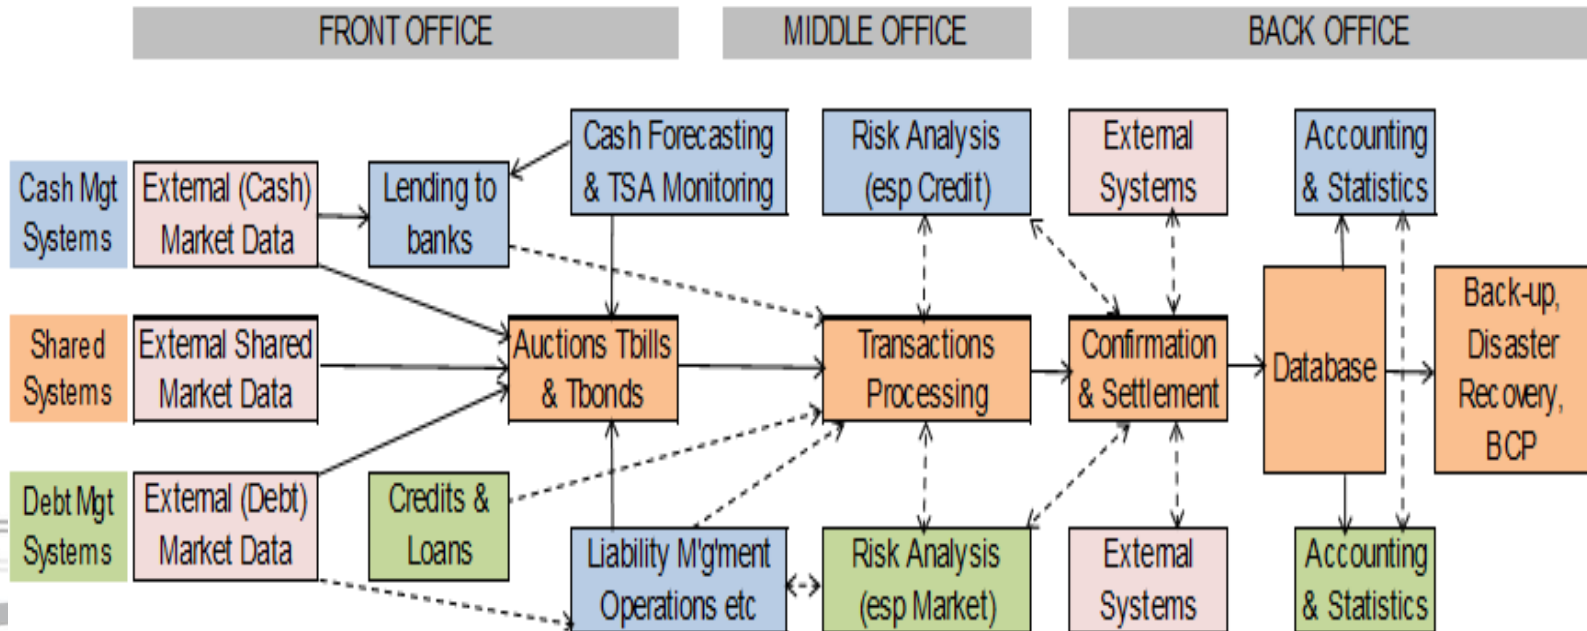 FRONT OFFICE
MIDDLE OFFICE
BACK OFFICE
Cash Mgt
Systems
External (Cash)
Market Data
Lending to
banks
Cash Forecasting
& TSA Monitoring
Risk Analysis
(esp Credit)
External
Systems
Accounting
& Statistics
Shared
Systems
External Shared
Market Data
Auctions Tbills
& Tbonds
Transactions
Processing
Confirmation
& Settlement
Database
Back-up,
Disaster
Recovery,
BCP
Debt Mgt
Systems
External (Debt)
Market Data
Credits &
Loans
Liability M'g'ment
Operations etc
Risk Analysis
(esp Market)
External
Systems
Accounting
& Statistics